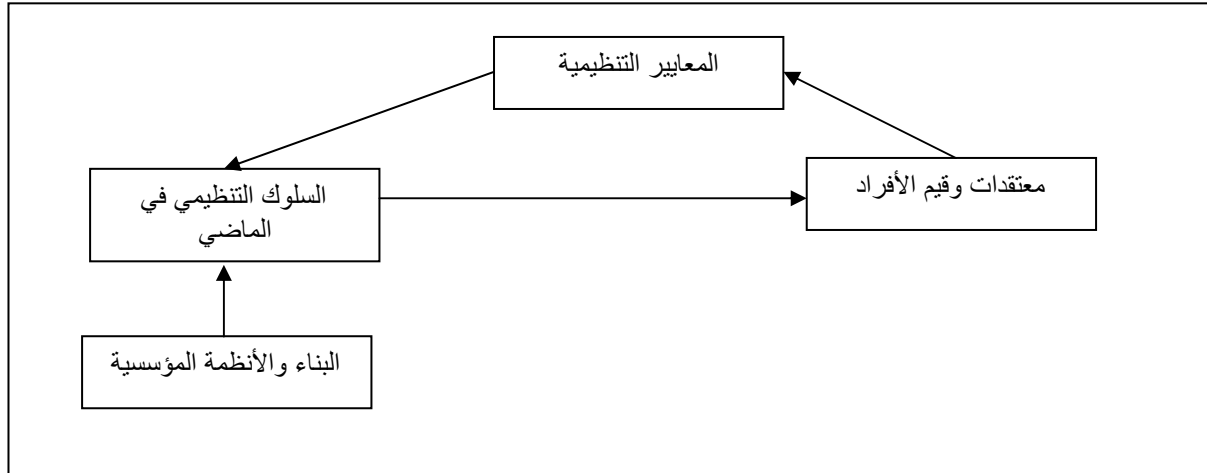 المعايير التنظيمية
معتقدات وقيم الأفراد
السلوك التنظيمي في
الماضي
البناء والأنظمة المؤسسية